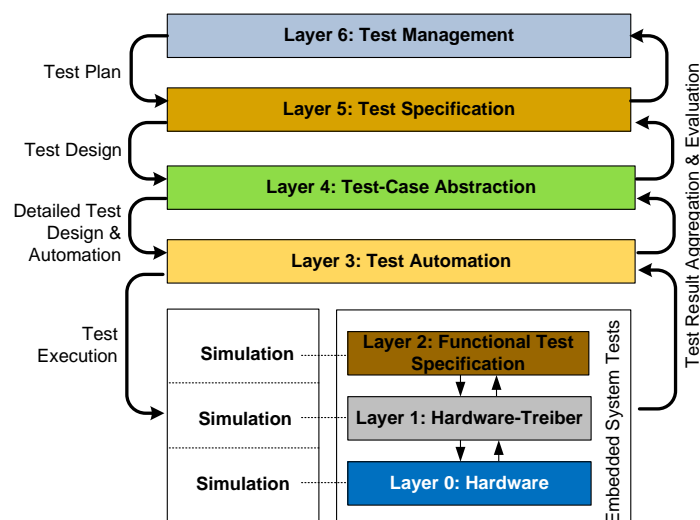 Layer 6: Test Management
Test Plan
Layer 5: Test Specification
Test Design
Layer 4: Test-Case Abstraction
Detailed Test
Design &
Automation
Layer 3: Test Automation
Test
Execution
Simulation
Layer 2: Functional Test
Specification
Simulation
Layer 1: Hardware-Treiber
Simulation
Layer 0: Hardware
Embedded System Tests
Test Result Aggregation & Evaluation